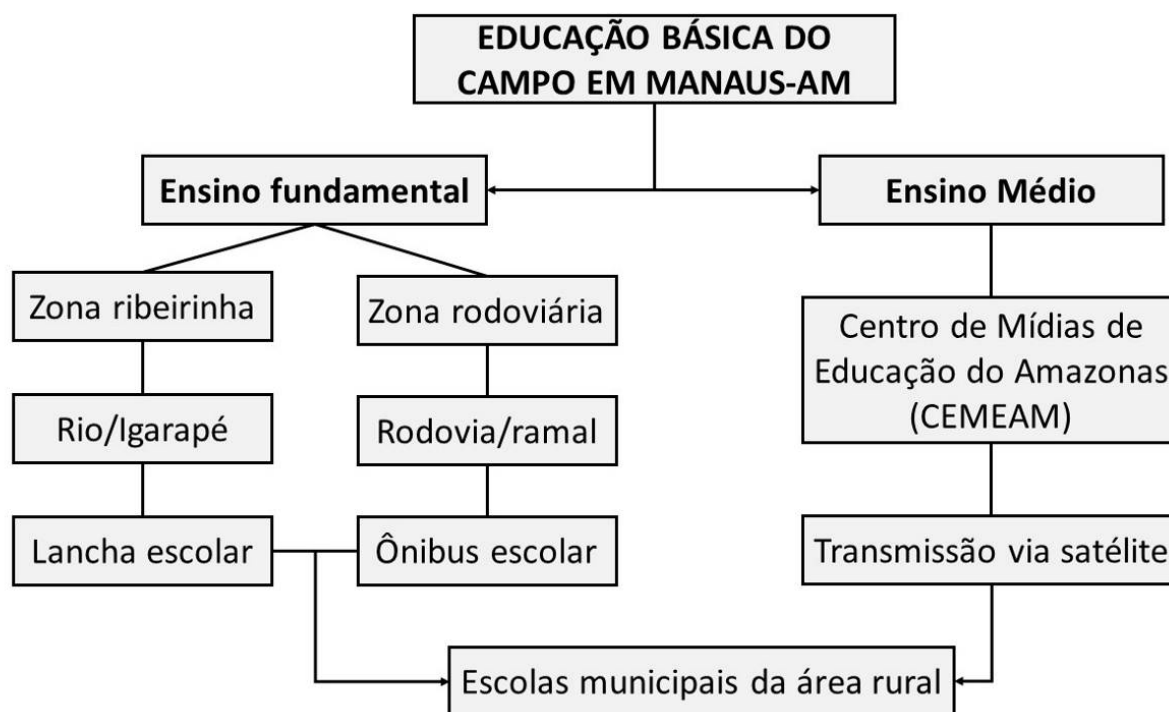 EDUCAÇÃO BÁSICA DO
CAMPO EM MANAUS-AM
Ensino fundamental
Ensino Médio
Zona ribeirinha
Zona rodoviária
Centro de Mídias de
Educação do Amazonas
(CEMEAM)
Rio/Igarapé
Rodovia/ramal
Lancha escolar
Ônibus escolar
Transmissão via satélite
Escolas municipais da área rural